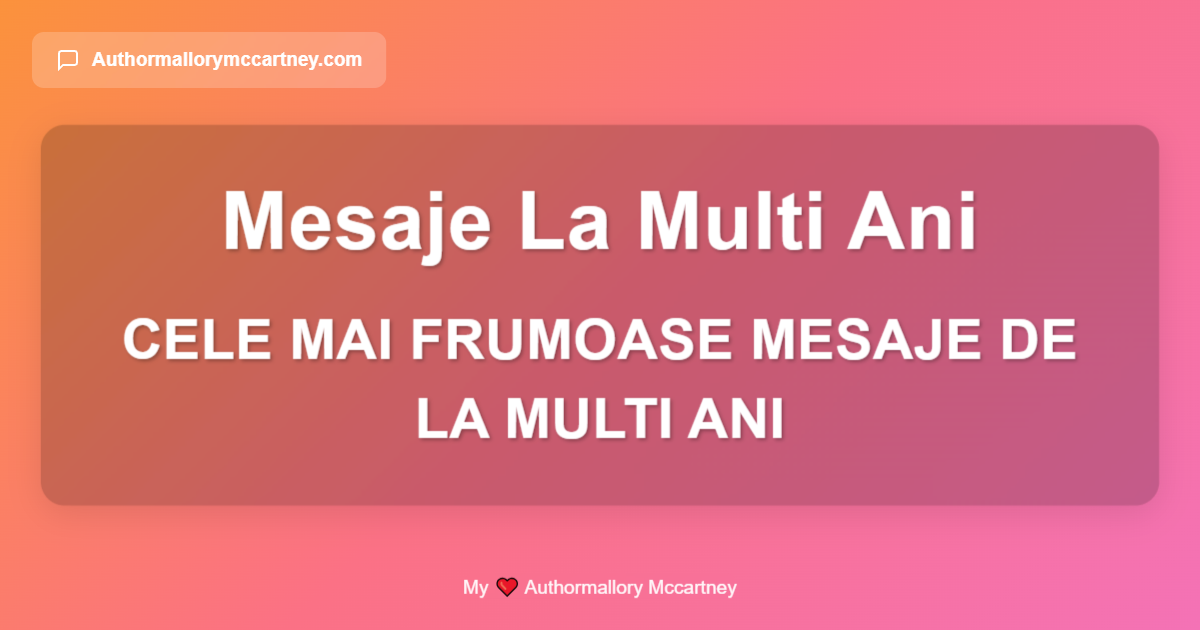 Authormallorymccartney.com
Mesaje La Multi Ani
CELE MAI FRUMOASE MESAJE DE
LA MULTI ANI
My ❤️ Authormallory Mccartney